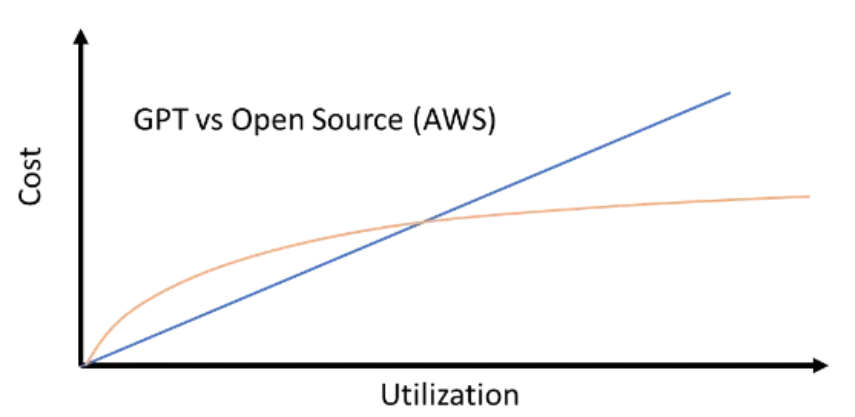 GPT vs Open Source (AWS)
Cost
Utilization